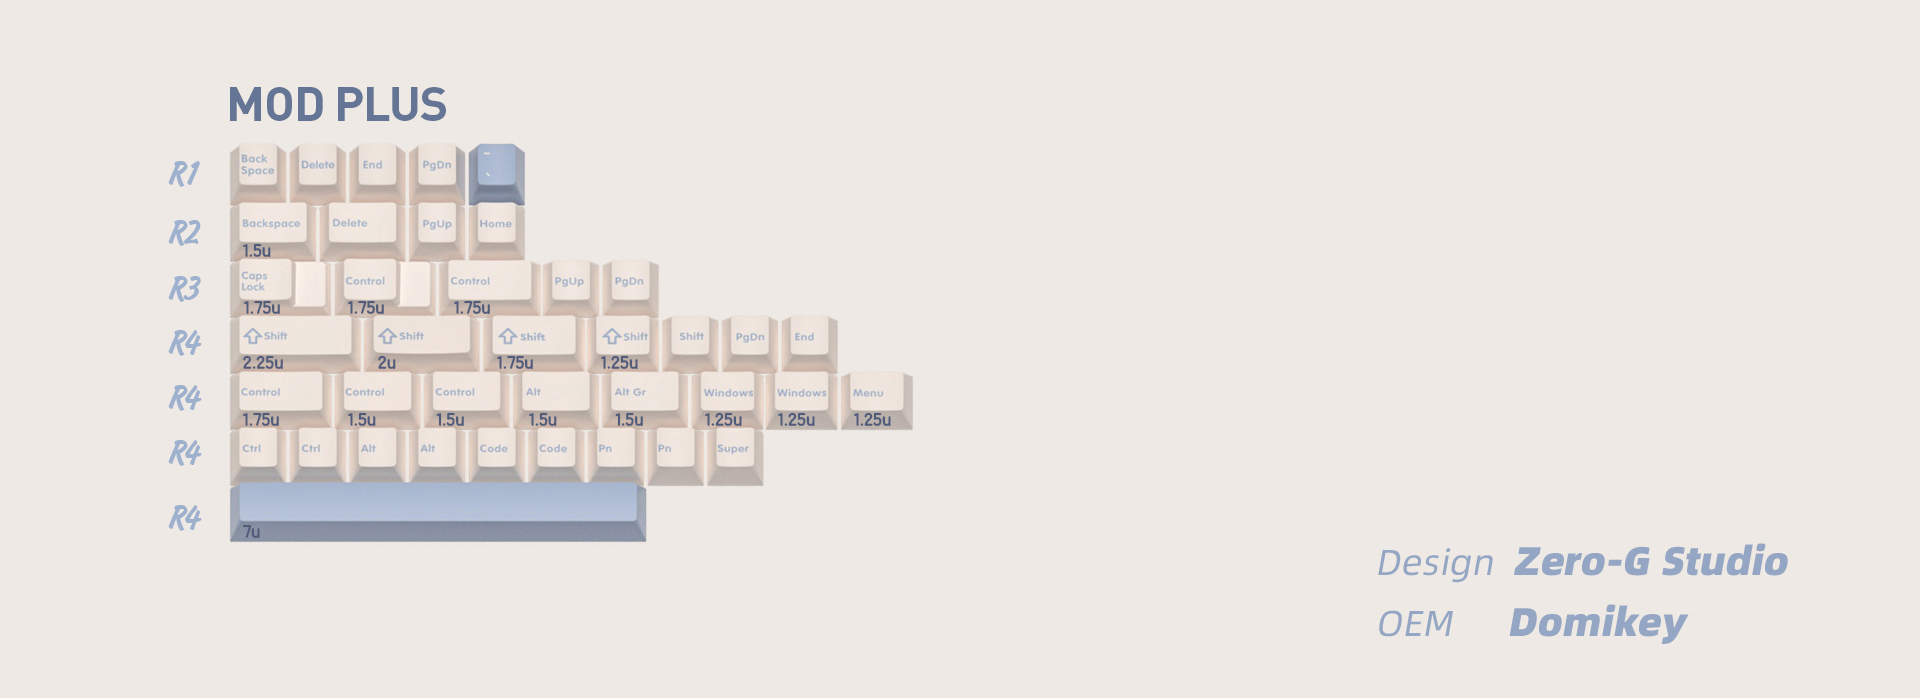 MOD PLUS
R1 Back Space Delete End PgDn ~ `
R2 Backspace Delete PgUp Home
1.5u
R3 Caps Lock Control Control PgUp PgDn
1.75u 1.75u 1.75u
R4 Shift Shift Shift Shift Shift PgDn End
2.25u 2u 1.75u 1.25u
R4 Control Control Control Alt Alt Gr Windows Windows Menu
1.75u 1.5u 1.5u 1.5u 1.5u 1.25u 1.25u 1.25u
R4 Ctrl Ctrl Alt Alt Code Code Pn Pn Super
R4
7u
Design Zero-G Studio
OEM Domikey